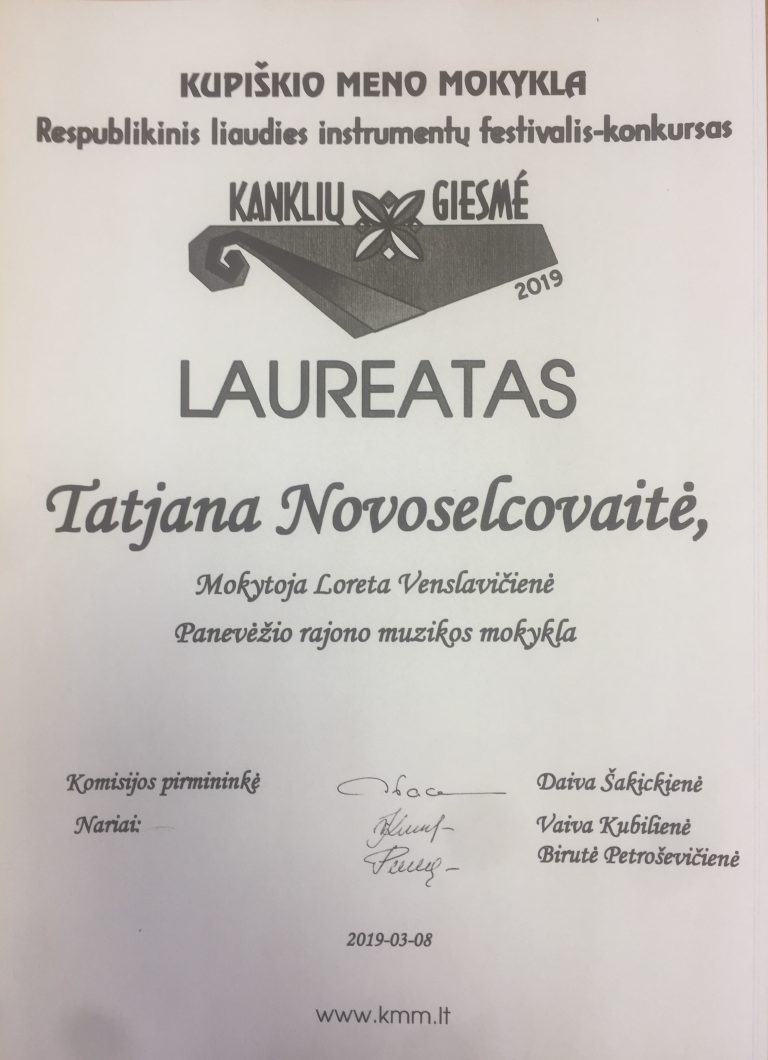 KUPIŠKIO MENO MOKYKLA
Respublikinis liaudies instrumentų festivalis-konkursas
KANKLIŲ GIESMĖ
2019
LAUREATAS
Tatjana Novoselcovaitė,
Mokytoja Loreta Venslavičienė
Panevėžio rajono muzikos mokykla
Komisijos pirmininkė Daiva Šakickienė
Nariai: Vaiva Kubilienė
Birutė Petroševičienė
2019-03-08
www.kmm.lt